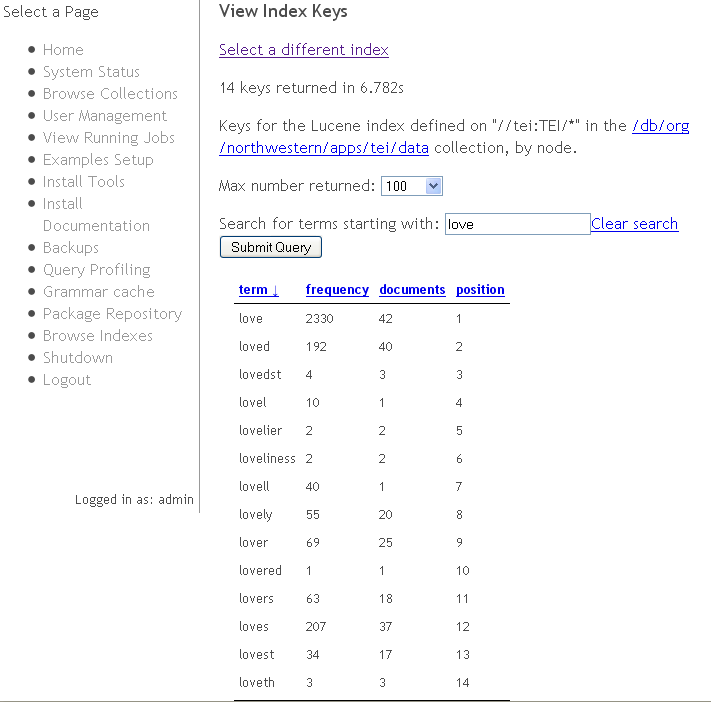 Select a Page
Home
System Status
Browse Collections
User Management
View Running Jobs
Examples Setup
Install Tools
Install
Documentation
Backups
Query Profiling
Grammar cache
Package Repository
Browse Indexes
Shutdown
Logout
Logged in as: admin
View Index Keys
Select a different index
14 keys returned in 6.782s
Keys for the Lucene index defined on "//tei:TEI/*" in the /db/org
/northwestern/apps/tei/data collection, by node.
Max number returned: 100
Search for terms starting with: love Clear search
Submit Query
term ↓ frequency documents position
love 2330 42 1
loved 192 40 2
lovedst 4 3 3
lovel 10 1 4
lovelier 2 2 5
loveliness 2 2 6
lovell 40 1 7
lovely 55 20 8
lover 69 25 9
lovered 1 1 10
lovers 63 18 11
loves 207 37 12
lovest 34 17 13
loveth 3 3 14